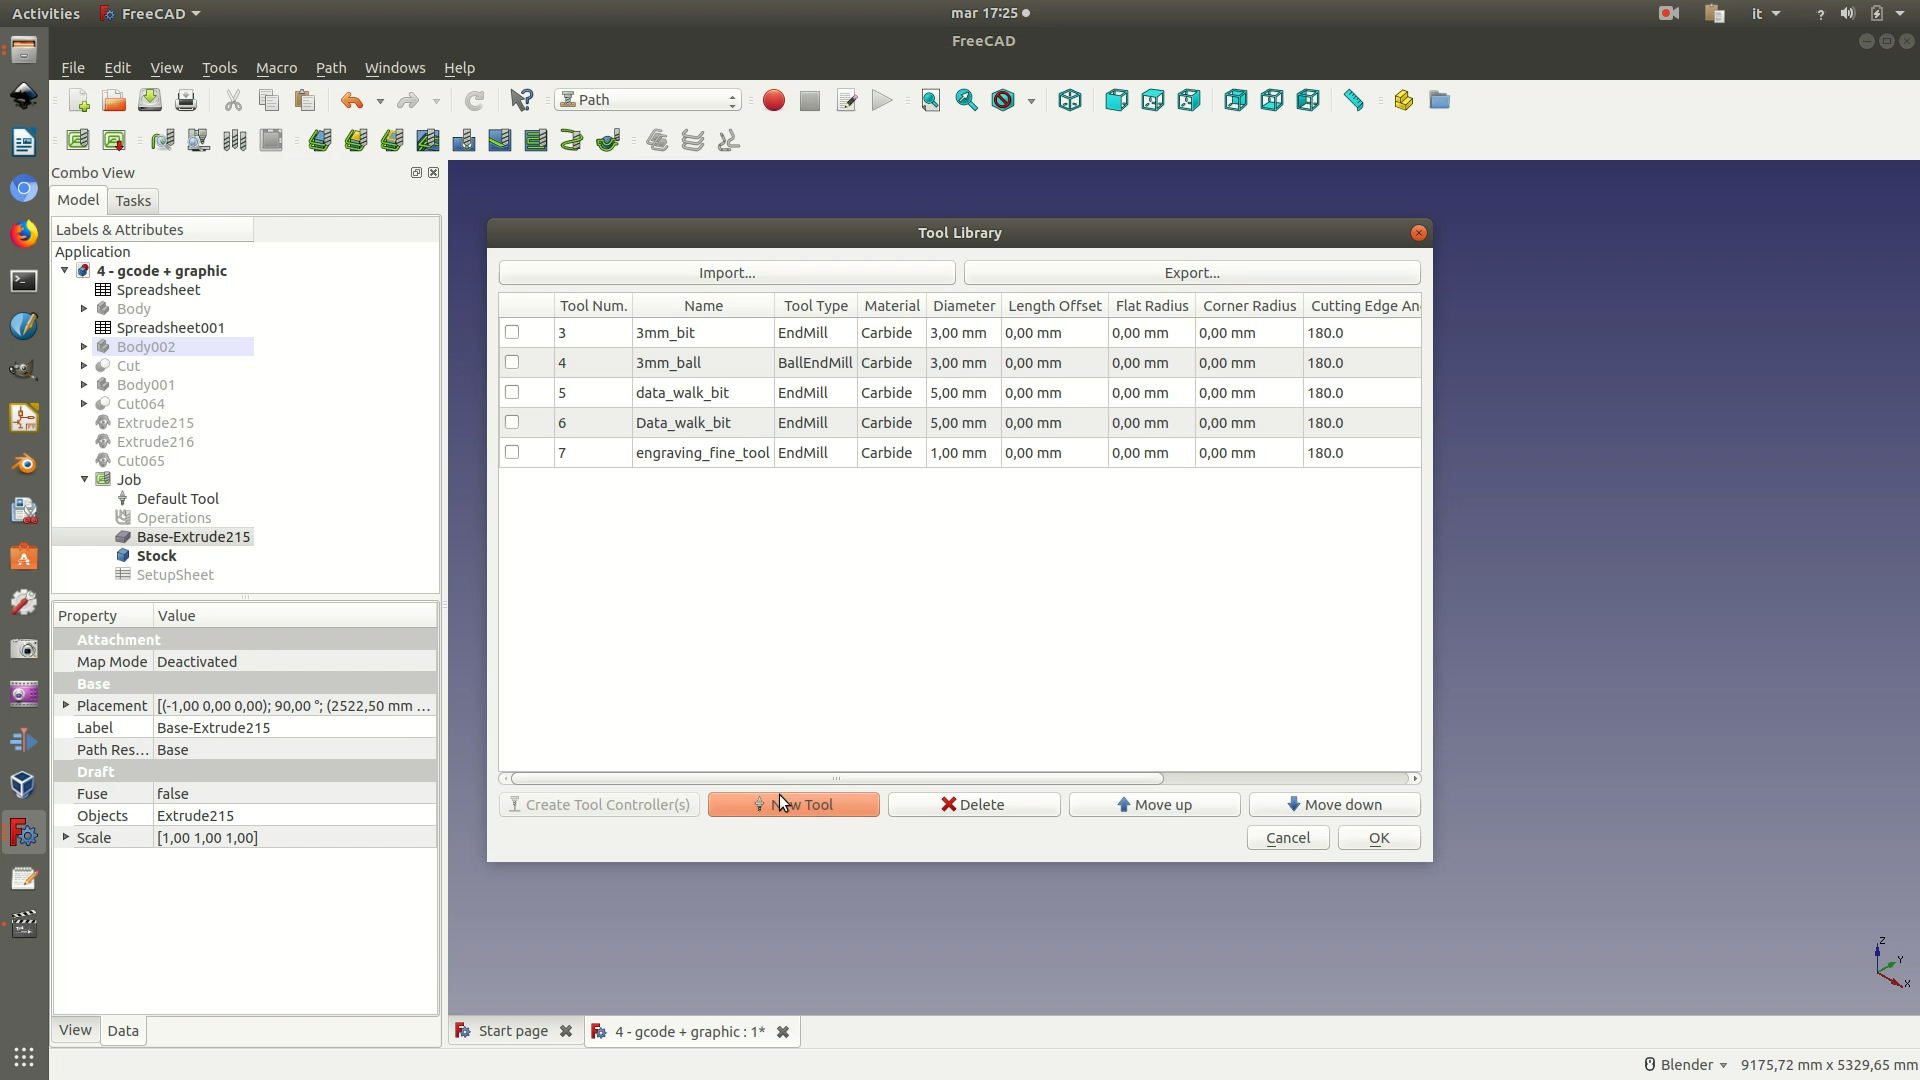 Activities FreeCAD mar 17:25 it ?
FreeCAD
File Edit View Tools Macro Path Windows Help
Path
Combo View
Model Tasks
Labels & Attributes
Application
4 - gcode + graphic
Spreadsheet
Body
Spreadsheet001
Body002
Cut
Body001
Cut064
Extrude215
Extrude216
Cut065
Job
Default Tool
Operations
Base-Extrude215
Stock
SetupSheet
Property Value
Attachment
Map Mode Deactivated
Base
Placement [(-1,00 0,00 0,00); 90,00 °; (2522,50 mm ...
Label Base-Extrude215
Path Res... Base
Draft
Fuse false
Objects Extrude215
Scale [1,00 1,00 1,00]
View Data
Tool Library
Import... Export...
Tool Num. Name Tool Type Material Diameter Length Offset Flat Radius Corner Radius Cutting Edge An
3 3mm_bit EndMill Carbide 3,00 mm 0,00 mm 0,00 mm 0,00 mm 180.0
4 3mm_ball BallEndMill Carbide 3,00 mm 0,00 mm 0,00 mm 0,00 mm 180.0
5 data_walk_bit EndMill Carbide 5,00 mm 0,00 mm 0,00 mm 0,00 mm 180.0
6 Data_walk_bit EndMill Carbide 5,00 mm 0,00 mm 0,00 mm 0,00 mm 180.0
7 engraving_fine_tool EndMill Carbide 1,00 mm 0,00 mm 0,00 mm 0,00 mm 180.0
Create Tool Controller(s) New Tool Delete Move up Move down
Cancel OK
Z
Y
X
Start page 4 - gcode + graphic : 1*
Blender 9175,72 mm x 5329,65 mm